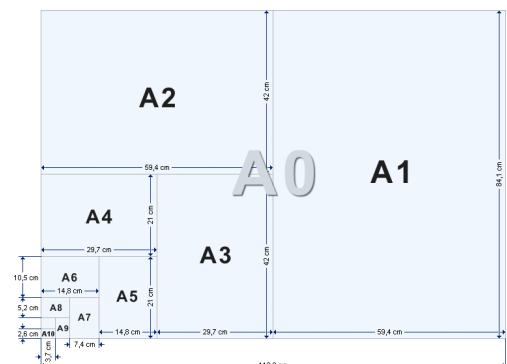 A2
42 cm
59,4 cm
A0
A1
84,1 cm
A4
21 cm
29,7 cm
A3
42 cm
10,5 cm
A6
14,8 cm
A5
21 cm
5,2 cm
A8
A7
A9
2,6 cm
A10
14,8 cm
29,7 cm
59,4 cm
7,4 cm
3,7 cm